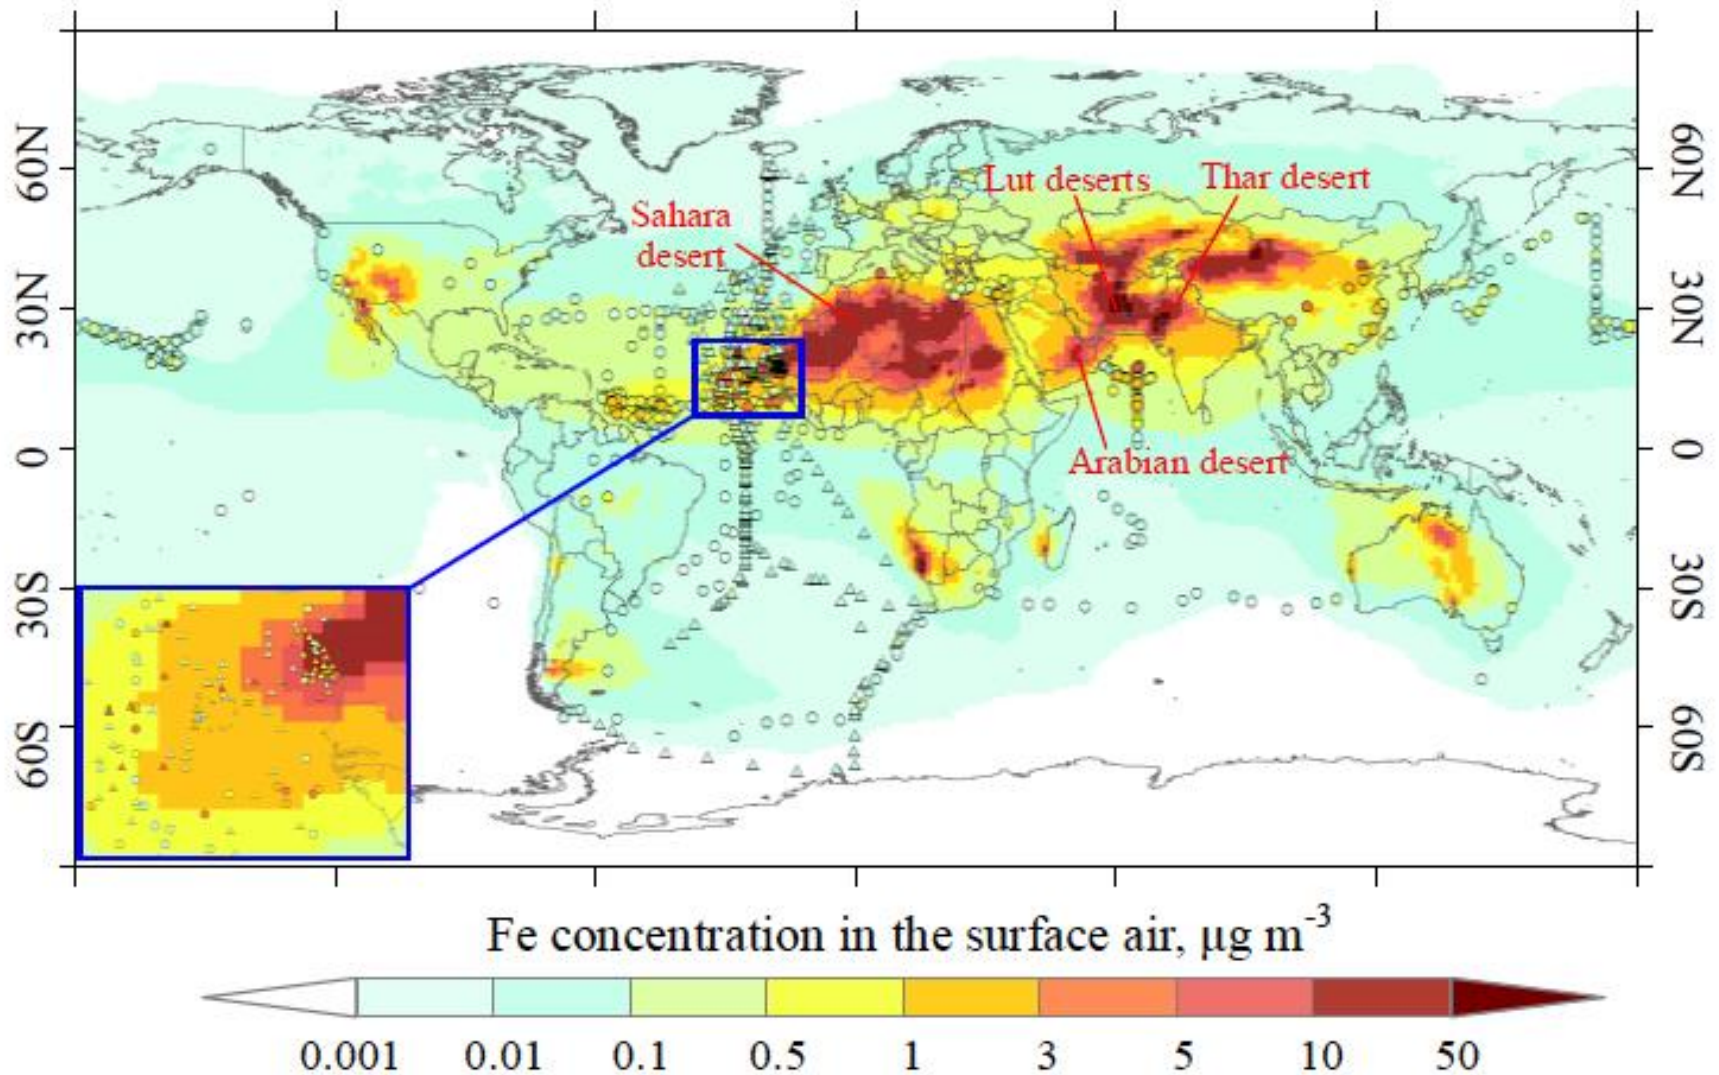 Lut deserts
Thar desert
Sahara
desert
Arabian desert
60N
30N
0
30S
60S
60N
30N
0
30S
60S
Fe concentration in the surface air, μg m⁻³
0.001 0.01 0.1 0.5 1 3 5 10 50